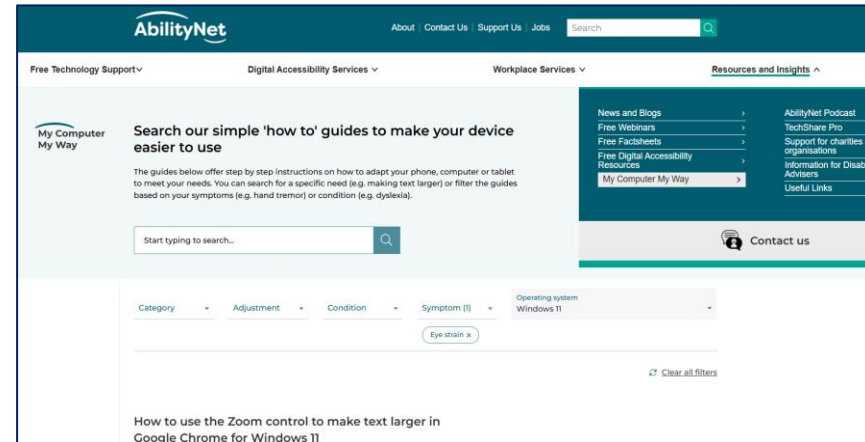 AbilityNet
About | Contact Us | Support Us | Jobs
Search
Free Technology Support
Digital Accessibility Services
Workplace Services
Resources and Insights
My Computer
My Way
Search our simple 'how to' guides to make your device
easier to use
The guides below offer step by step instructions on how to adapt your phone, computer or tablet
to meet your needs. You can search for a specific need (e.g. making text larger) or filter the guides
based on your symptoms (e.g. hand tremor) or condition (e.g. dyslexia).
Start typing to search...
News and Blogs
Free Webinars
Free Factsheets
Free Digital Accessibility
Resources
My Computer My Way
AbilityNet Podcast
TechShare Pro
Support for charities
organisations
Information for Disab
Advisers
Useful Links
Contact us
Category
Adjustment
Condition
Symptom (1)
Operating system
Windows 11
Eye strain x
Clear all filters
How to use the Zoom control to make text larger in
Google Chrome for Windows 11